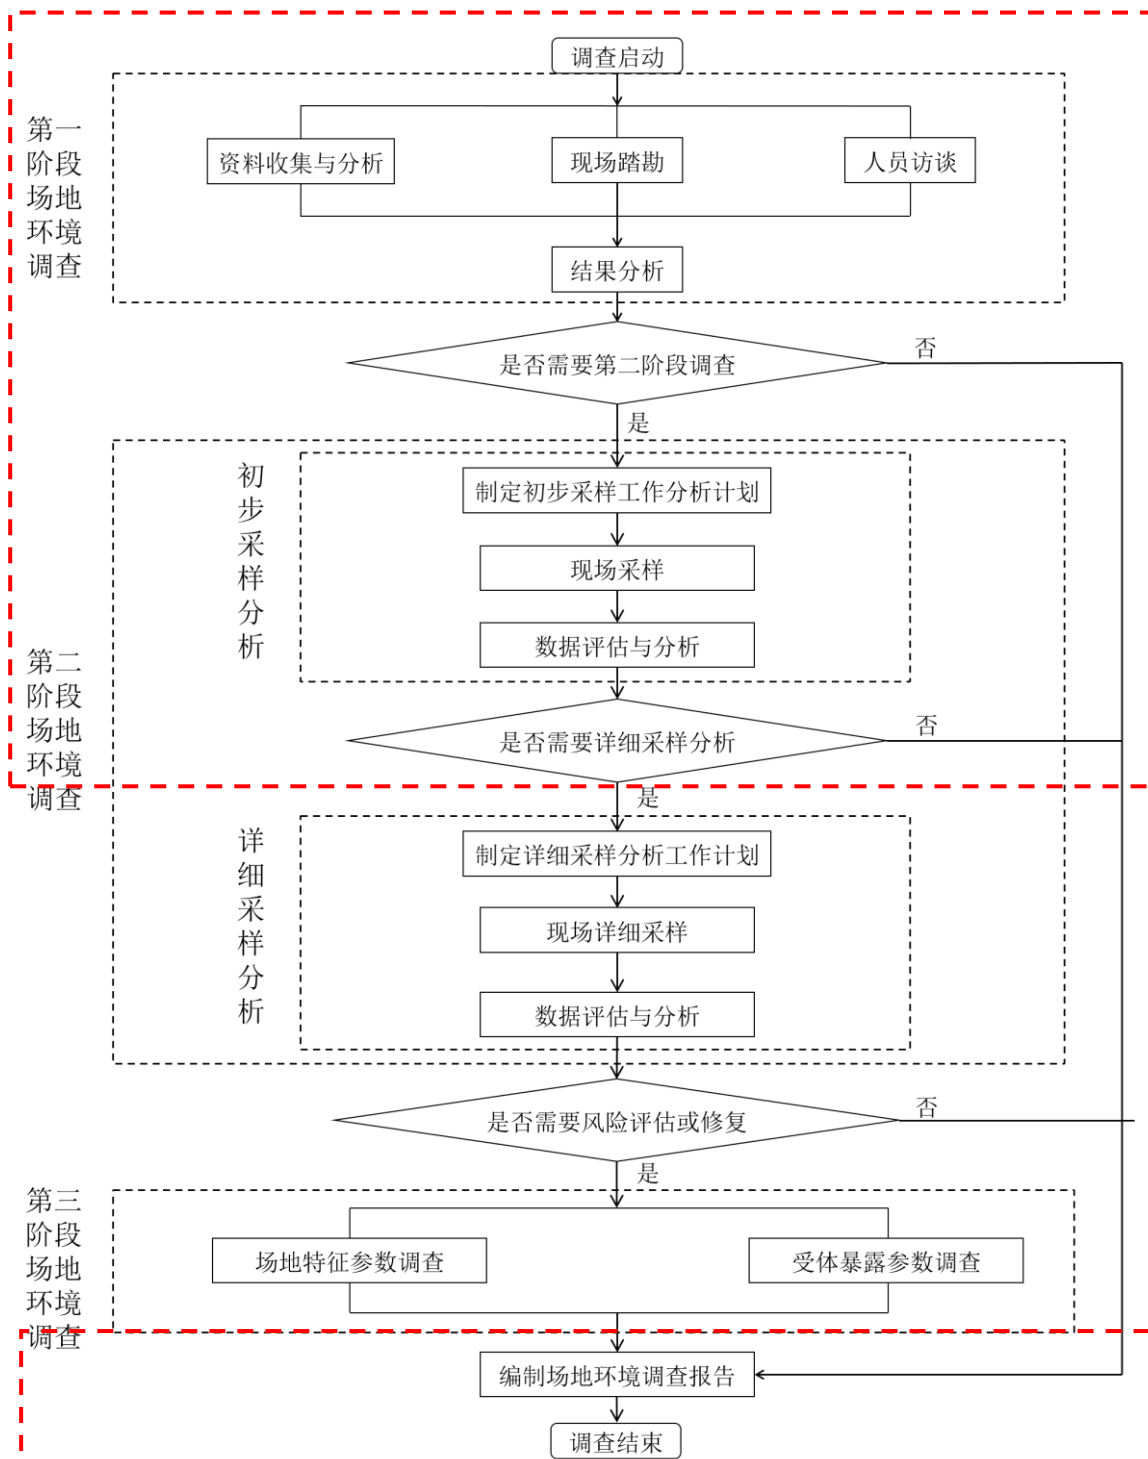 调查启动
第一
阶段
场地
环境
调查
资料收集与分析
现场踏勘
人员访谈
结果分析
是否需要第二阶段调查
否
是
第二
阶段
场地
环境
调查
初
步
采
样
分
析
制定初步采样工作分析计划
现场采样
数据评估与分析
是否需要详细采样分析
否
是
详
细
采
样
分
析
制定详细采样分析工作计划
现场详细采样
数据评估与分析
是否需要风险评估或修复
否
是
第三
阶段
场地
环境
调查
场地特征参数调查
受体暴露参数调查
编制场地环境调查报告
调查结束